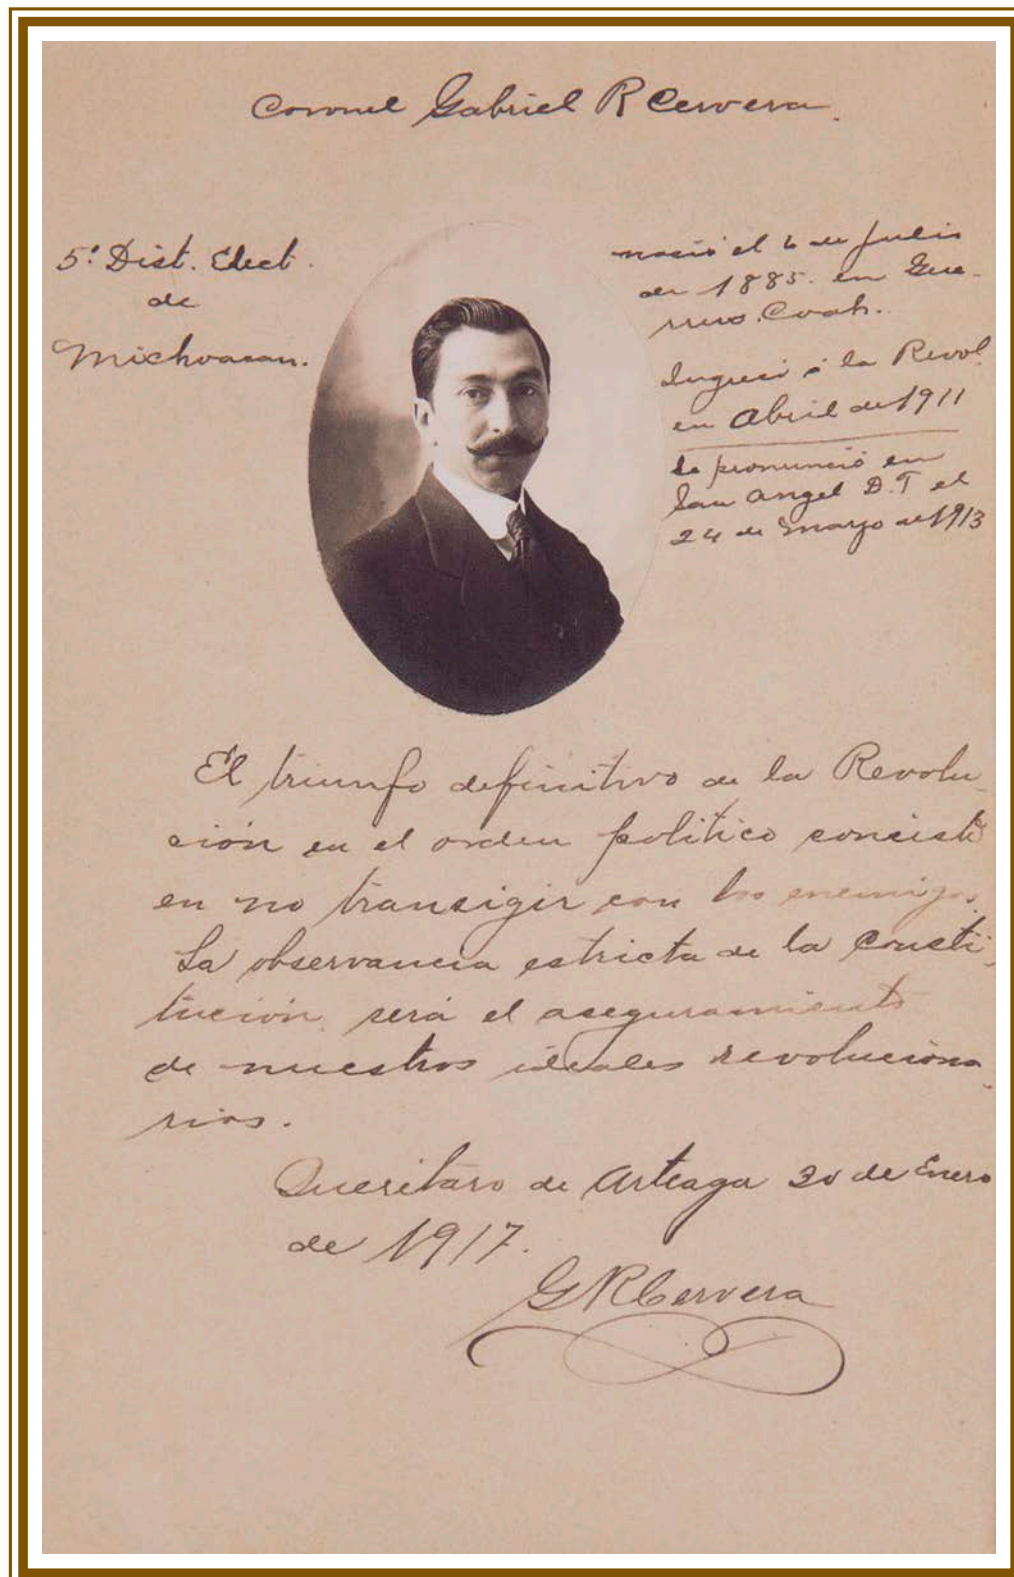 Coronel Gabriel R Cervera.
5º Dist. Elect.
de
Michoacan.
nació el 6 de Julio
de 1885. en Gue-
rrero. Coah.
Ingresó á la Revol.
en Abril de 1911
se pronunció en
San Angel D. F el
24 de Mayo de 1913
El triunfo definitivo de la Revolu-
ción en el orden politico consiste
en no transigir con los enemigos.
La observancia estricta de la Consti-
tución, será el aseguramiento
de nuestros ideales revoluciona-
rios.
Querétaro de Arteaga 30 de Enero
de 1917.
G R Cervera